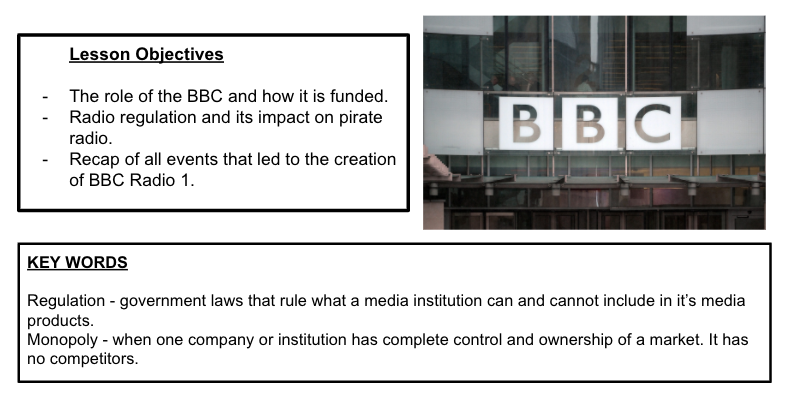 Lesson Objectives
- The role of the BBC and how it is funded.
- Radio regulation and its impact on pirate
radio.
- Recap of all events that led to the creation
of BBC Radio 1.
BBC
KEY WORDS
Regulation - government laws that rule what a media institution can and cannot include in it’s media
products.
Monopoly - when one company or institution has complete control and ownership of a market. It has
no competitors.